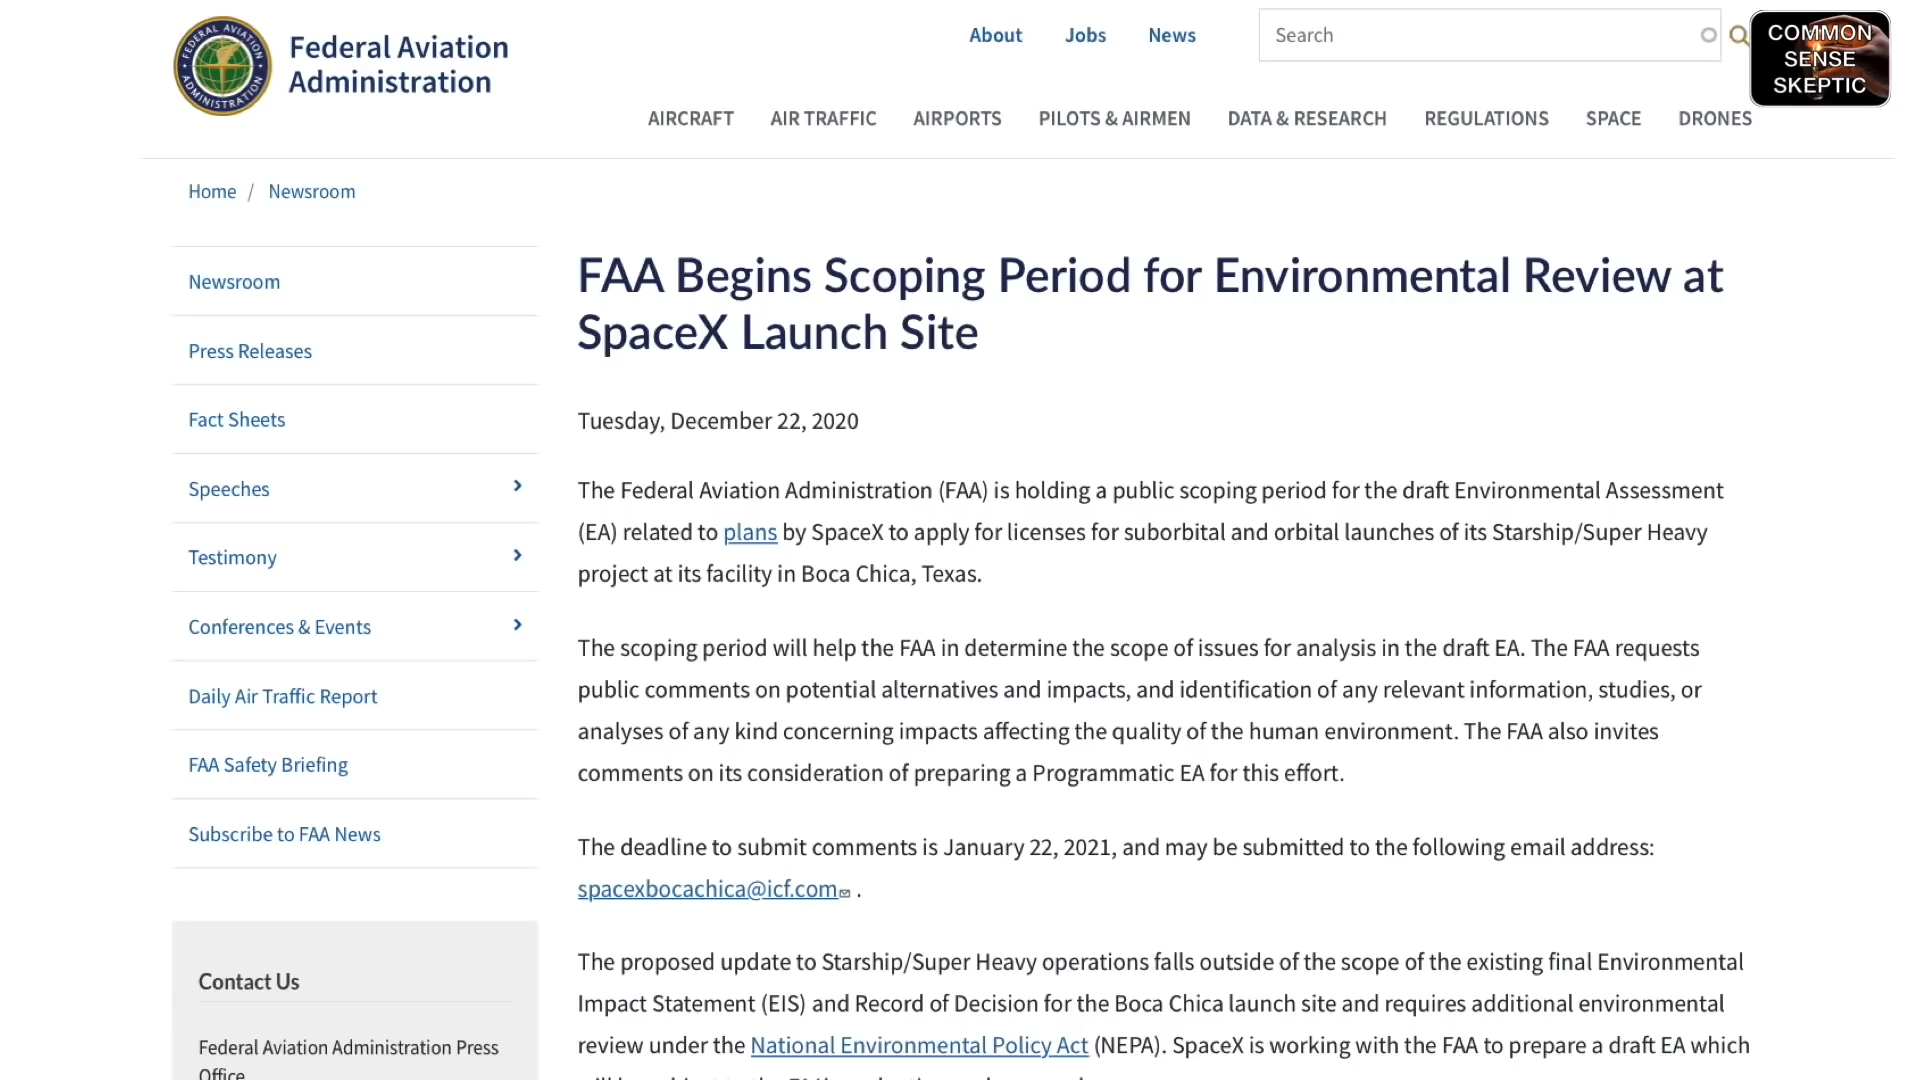 Federal Aviation
Administration
FEDERAL AVIATION
ADMINISTRATION
About Jobs News
Search
COMMON
SENSE
SKEPTIC
AIRCRAFT AIR TRAFFIC AIRPORTS PILOTS & AIRMEN DATA & RESEARCH REGULATIONS SPACE DRONES
Home / Newsroom
Newsroom
Press Releases
Fact Sheets
Speeches
Testimony
Conferences & Events
Daily Air Traffic Report
FAA Safety Briefing
Subscribe to FAA News
Contact Us
Federal Aviation Administration Press
Office
FAA Begins Scoping Period for Environmental Review at
SpaceX Launch Site
Tuesday, December 22, 2020
The Federal Aviation Administration (FAA) is holding a public scoping period for the draft Environmental Assessment
(EA) related to plans by SpaceX to apply for licenses for suborbital and orbital launches of its Starship/Super Heavy
project at its facility in Boca Chica, Texas.
The scoping period will help the FAA in determine the scope of issues for analysis in the draft EA. The FAA requests
public comments on potential alternatives and impacts, and identification of any relevant information, studies, or
analyses of any kind concerning impacts affecting the quality of the human environment. The FAA also invites
comments on its consideration of preparing a Programmatic EA for this effort.
The deadline to submit comments is January 22, 2021, and may be submitted to the following email address:
spacexbocachica@icf.com .
The proposed update to Starship/Super Heavy operations falls outside of the scope of the existing final Environmental
Impact Statement (EIS) and Record of Decision for the Boca Chica launch site and requires additional environmental
review under the National Environmental Policy Act (NEPA). SpaceX is working with the FAA to prepare a draft EA which